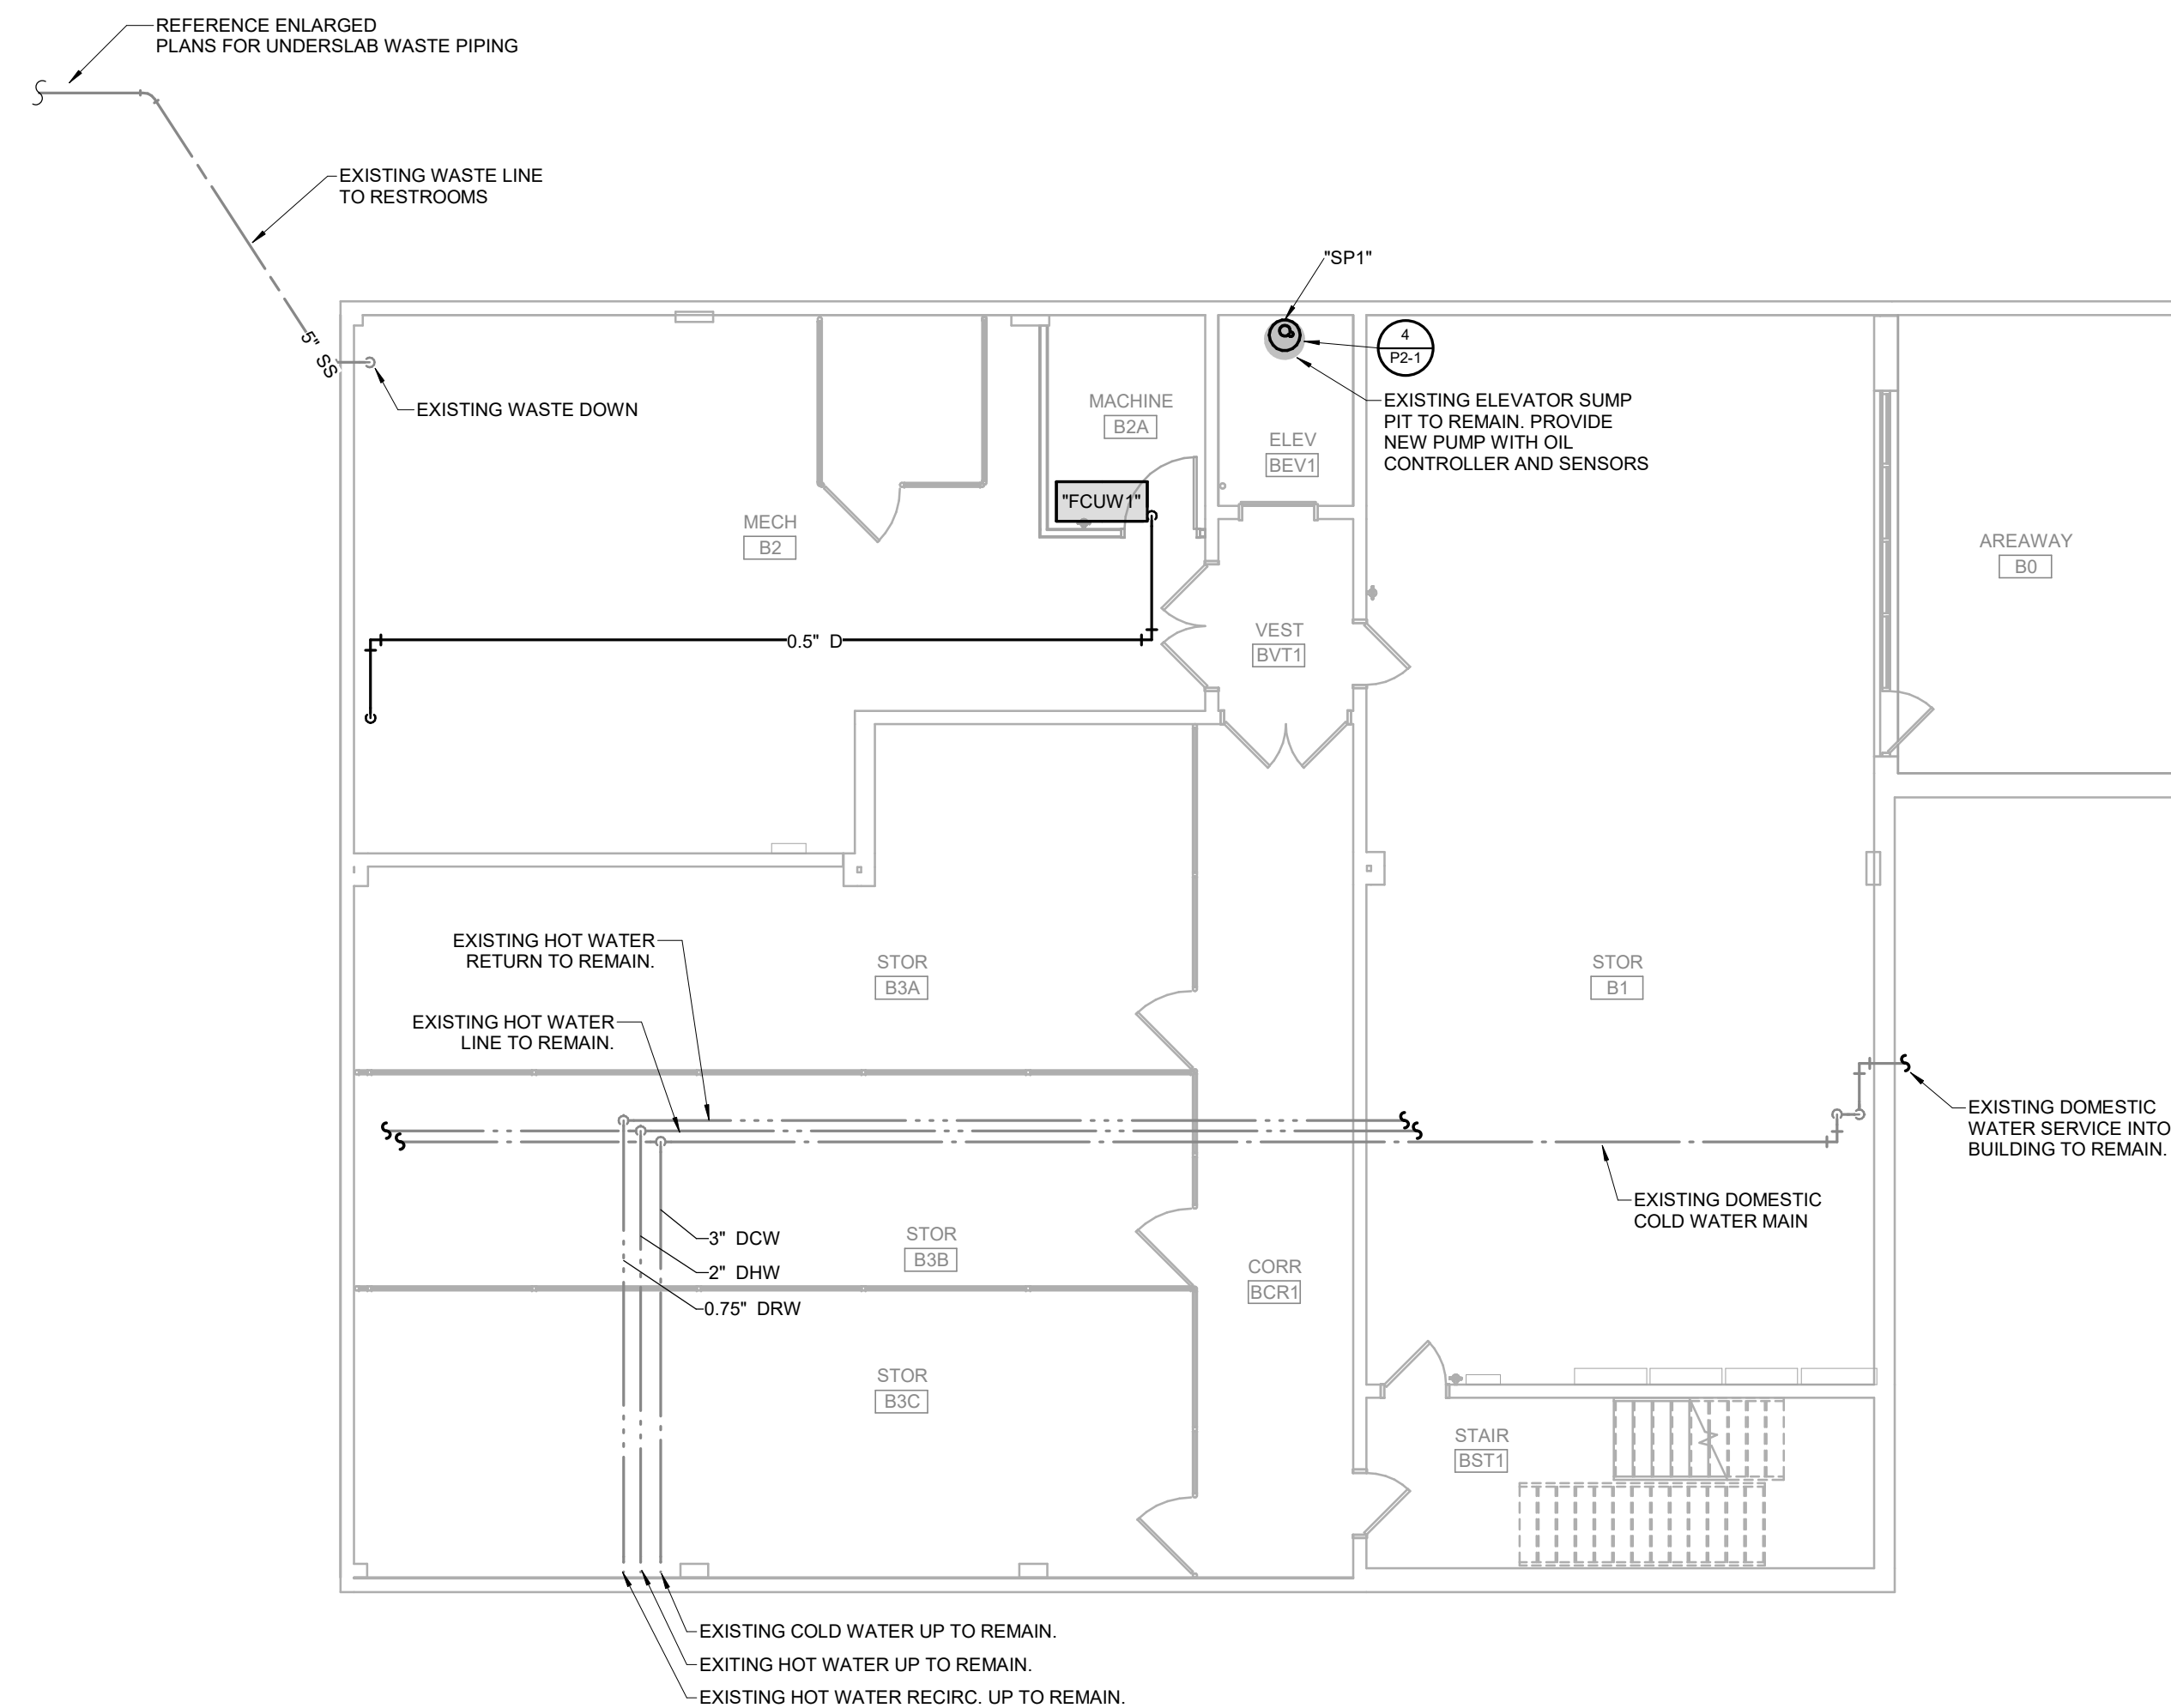 REFERENCE ENLARGED
PLANS FOR UNDERSLAB WASTE PIPING
EXISTING WASTE LINE
TO RESTROOMS
5" SS
EXISTING WASTE DOWN
"SP1"
4
P2-1
EXISTING ELEVATOR SUMP
PIT TO REMAIN. PROVIDE
NEW PUMP WITH OIL
CONTROLLER AND SENSORS
MACHINE
B2A
ELEV
BEV1
"FCUW1"
MECH
B2
AREAWAY
B0
0.5" D
VEST
BVT1
EXISTING HOT WATER
RETURN TO REMAIN.
STOR
B3A
STOR
B1
EXISTING HOT WATER
LINE TO REMAIN.
EXISTING DOMESTIC
WATER SERVICE INTO
BUILDING TO REMAIN.
EXISTING DOMESTIC
COLD WATER MAIN
3" DCW
2" DHW
0.75" DRW
STOR
B3B
CORR
BCR1
STOR
B3C
STAIR
BST1
EXISTING COLD WATER UP TO REMAIN.
EXITING HOT WATER UP TO REMAIN.
EXISTING HOT WATER RECIRC. UP TO REMAIN.